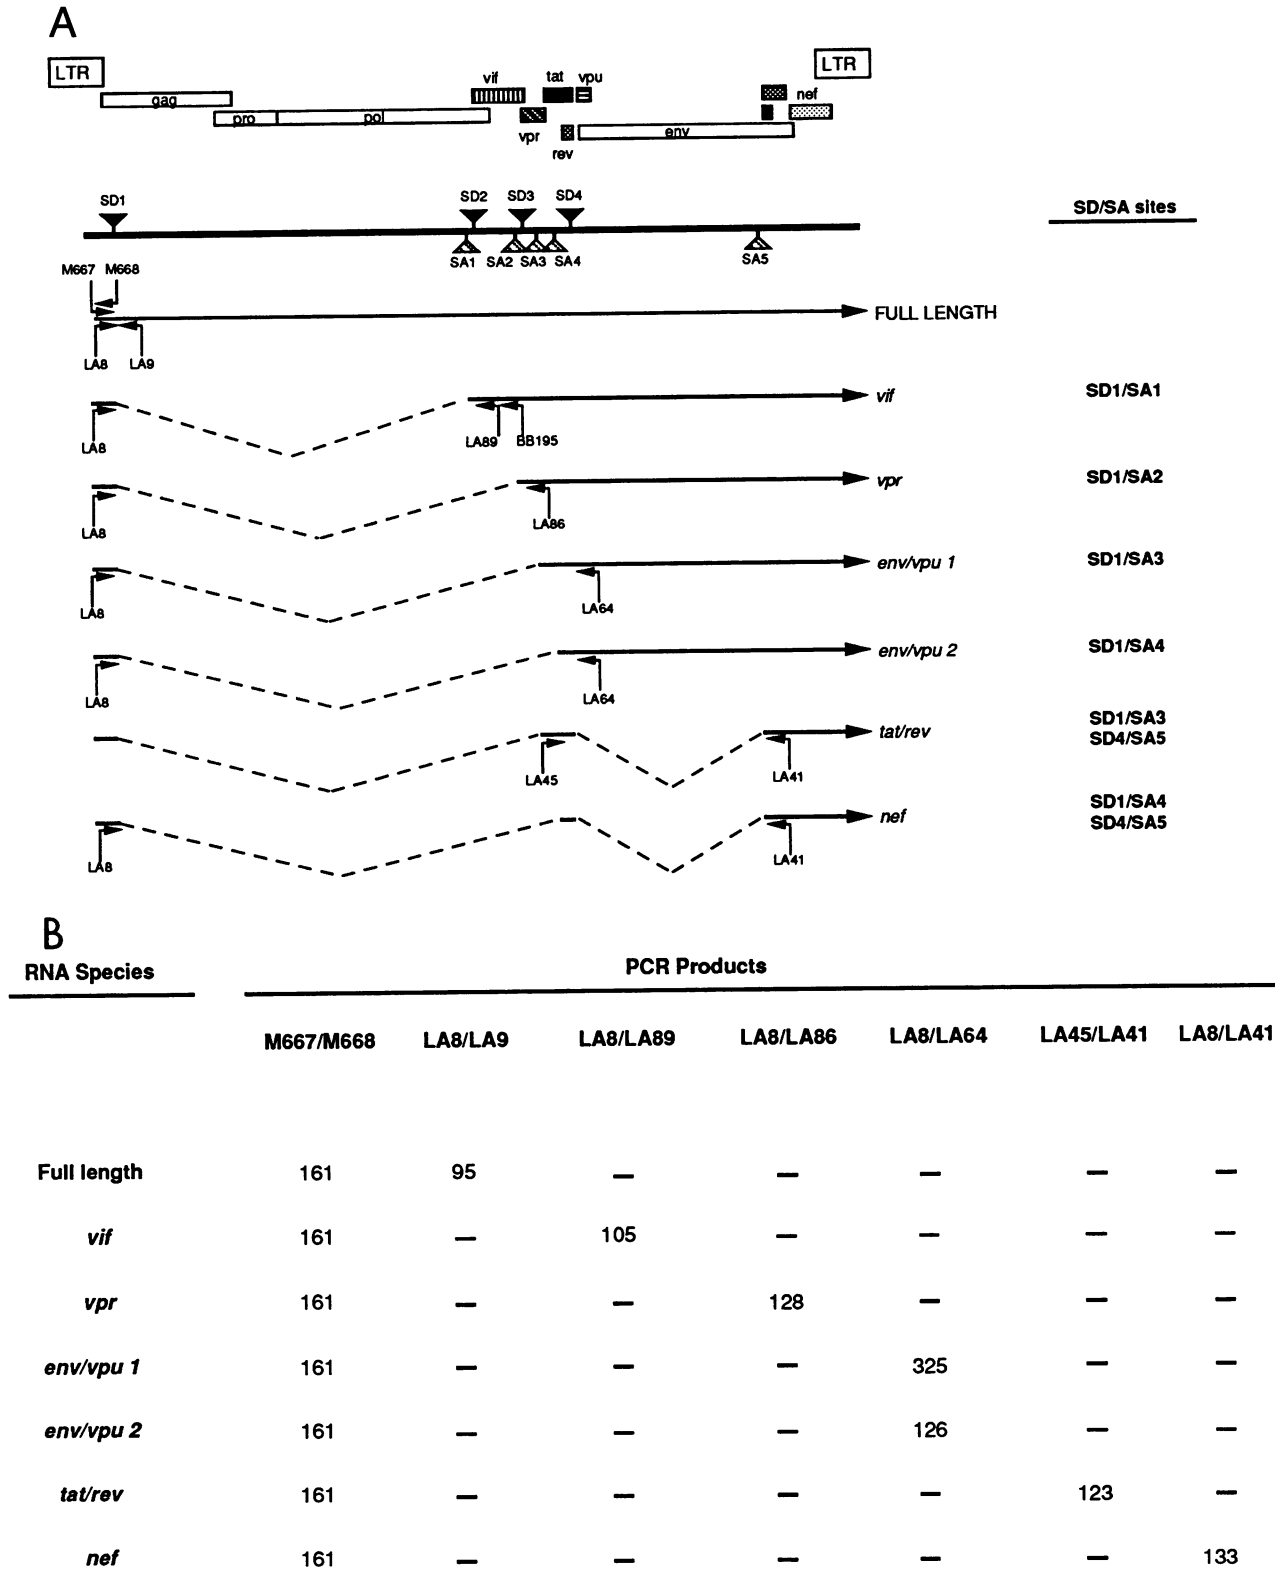 A
LTR
LTR
vif
tat
vpu
nef
gag
pro
pol
vpr
env
rev
SD1
SD2
SD3
SD4
SD/SA sites
SA1
SA2
SA3
SA4
SA5
M667
M668
FULL LENGTH
LA8
LA9
vif
SD1/SA1
LA8
LA89
BB195
vpr
SD1/SA2
LA8
LA86
env/vpu 1
SD1/SA3
LA8
LA64
env/vpu 2
SD1/SA4
LA8
LA64
tat/rev
SD1/SA3
SD4/SA5
LA45
LA41
nef
SD1/SA4
SD4/SA5
LA8
LA41
B
RNA Species
PCR Products
M667/M668 LA8/LA9 LA8/LA89 LA8/LA86 LA8/LA64 LA45/LA41 LA8/LA41
Full length 161 95 — — — — —
vif 161 — 105 — — — —
vpr 161 — — 128 — — —
env/vpu 1 161 — — — 325 — —
env/vpu 2 161 — — — 126 — —
tat/rev 161 — — — — 123 —
nef 161 — — — — — 133